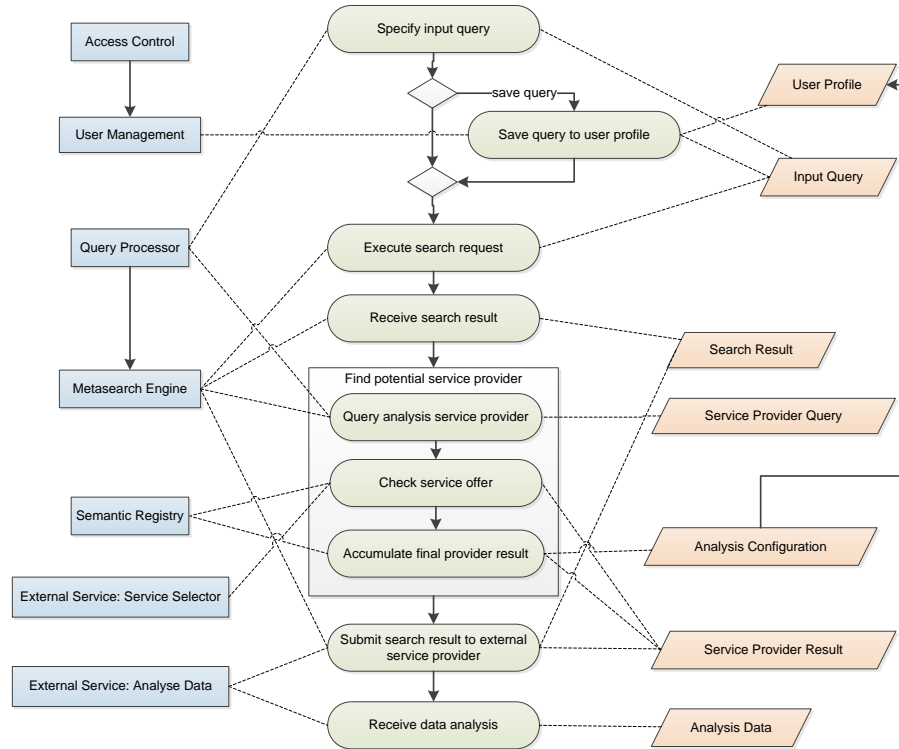 Specify input query
Access Control
save query
User Profile
User Management
Save query to user profile
Input Query
Query Processor
Execute search request
Receive search result
Search Result
Find potential service provider
Metasearch Engine
Query analysis service provider
Service Provider Query
Check service offer
Semantic Registry
Accumulate final provider result
Analysis Configuration
External Service: Service Selector
Submit search result to external
service provider
Service Provider Result
External Service: Analyse Data
Receive data analysis
Analysis Data